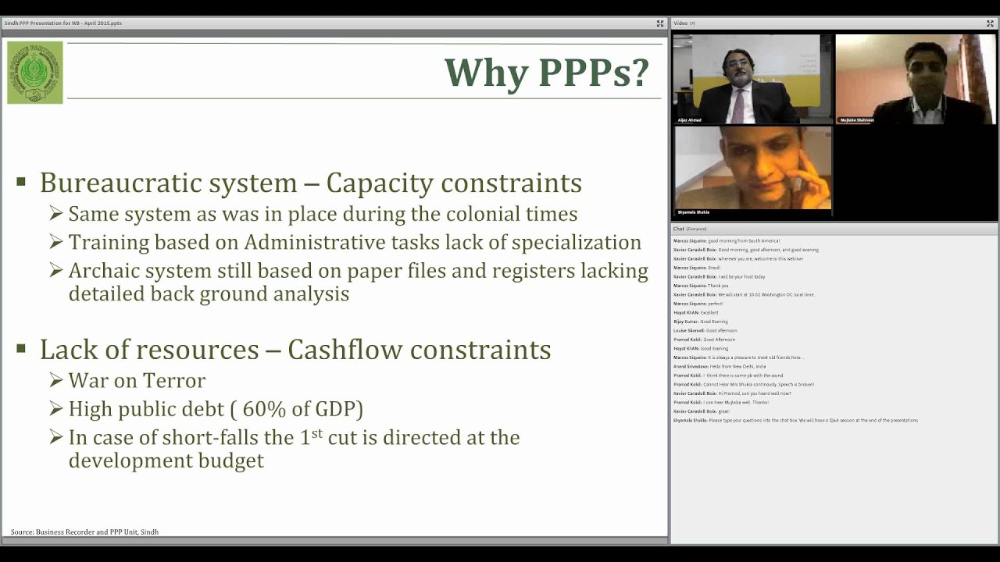 Sindh PPP Presentation for WB - April 2015.pptx
Why PPPs?
▪ Bureaucratic system – Capacity constraints
➢ Same system as was in place during the colonial times
➢ Training based on Administrative tasks lack of specialization
➢ Archaic system still based on paper files and registers lacking
detailed back ground analysis
▪ Lack of resources – Cashflow constraints
➢ War on Terror
➢ High public debt ( 60% of GDP)
➢ In case of short-falls the 1st cut is directed at the
development budget
Source: Business Recorder and PPP Unit, Sindh
Video
Aijaz Ahmad
Mujtaba Shahneel
Shyamala Shukla
Chat (Everyone)
Marcos Siqueira: good morning from South America!
Xavier Canadell Boix: Good morning, good afternoon, and good evening
Xavier Canadell Boix: wherever you are, welcome to this webinar
Marcos Siqueira: Brasil!
Xavier Canadell Boix: I will be your host today
Marcos Siqueira: Thank you
Xavier Canadell Boix: We will start at 10:02 Washington DC local time
Marcos Siqueira: perfect!
Hayat KhAN: Excellent
Bijay Kumar: Good Evening
Louise Skarvall: Good afternoon
Pramod Kokil: Good Afternoon
Hayat KhAN: Good Evening
Marcos Siqueira: It is always a pleasure to meet old friends here...
Anand Srivastava: Hello from New Delhi, India
Pramod Kokil: I think there is some pb with the sound
Pramod Kokil: Cannot Hear Mrs Shukla continously. Speech is broken!
Xavier Canadell Boix: Hi Promod, can you heard well now?
Pramod Kokil: I can hear Mujtaba well. Thanks!
Xavier Canadell Boix: great!
Shyamala Shukla: Please type your questions into the chat box. We will have a Q&A session at the end of the presentations